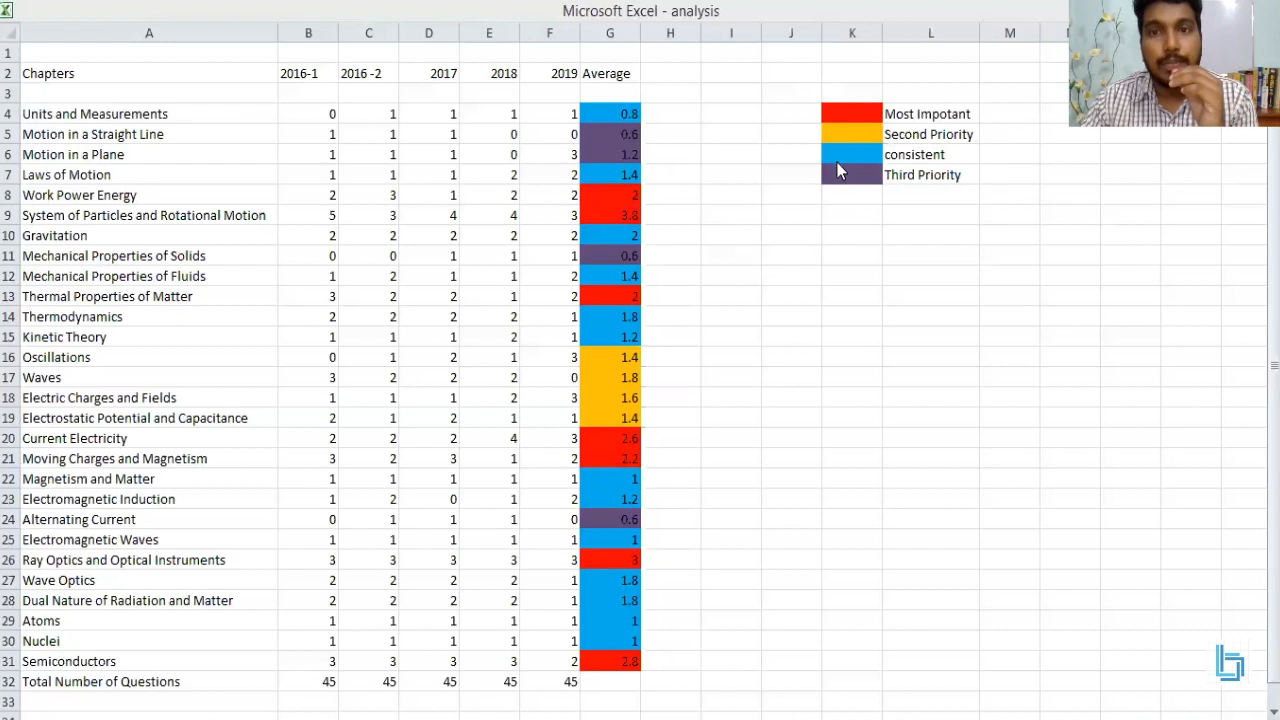 Microsoft Excel - analysis
A B C D E F G H I J K L M
1
2 Chapters 2016-1 2016 -2 2017 2018 2019 Average
3
4 Units and Measurements 0 1 1 1 1 0.8 Most Impotant
5 Motion in a Straight Line 1 1 1 0 0 0.6 Second Priority
6 Motion in a Plane 1 1 1 0 3 1.2 consistent
7 Laws of Motion 1 1 1 2 2 1.4 Third Priority
8 Work Power Energy 2 3 1 2 2 2
9 System of Particles and Rotational Motion 5 3 4 4 3 3.8
10 Gravitation 2 2 2 2 2 2
11 Mechanical Properties of Solids 0 0 1 1 1 0.6
12 Mechanical Properties of Fluids 1 2 1 1 2 1.4
13 Thermal Properties of Matter 3 2 2 1 2 2
14 Thermodynamics 2 2 2 2 1 1.8
15 Kinetic Theory 1 1 1 2 1 1.2
16 Oscillations 0 1 2 1 3 1.4
17 Waves 3 2 2 2 0 1.8
18 Electric Charges and Fields 1 1 1 2 3 1.6
19 Electrostatic Potential and Capacitance 2 1 2 1 1 1.4
20 Current Electricity 2 2 2 4 3 2.6
21 Moving Charges and Magnetism 3 2 3 1 2 2.2
22 Magnetism and Matter 1 1 1 1 1 1
23 Electromagnetic Induction 1 2 0 1 2 1.2
24 Alternating Current 0 1 1 1 0 0.6
25 Electromagnetic Waves 1 1 1 1 1 1
26 Ray Optics and Optical Instruments 3 3 3 3 3 3
27 Wave Optics 2 2 2 2 1 1.8
28 Dual Nature of Radiation and Matter 2 2 2 2 1 1.8
29 Atoms 1 1 1 1 1 1
30 Nuclei 1 1 1 1 1 1
31 Semiconductors 3 3 3 3 2 2.8
32 Total Number of Questions 45 45 45 45 45
33